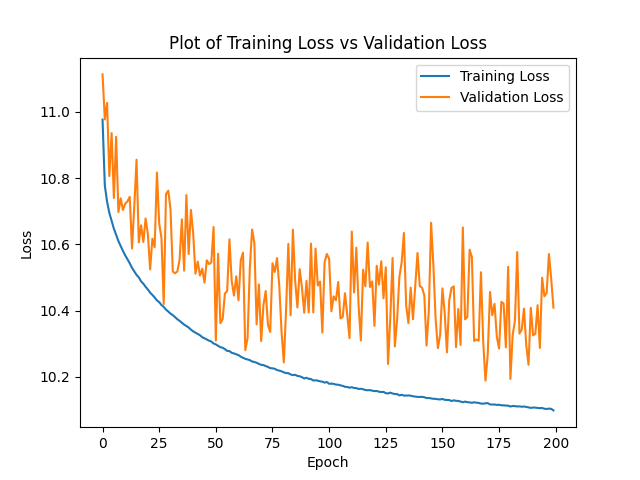 Plot of Training Loss vs Validation Loss
Training Loss
Validation Loss
11.0
10.8
10.6
10.4
10.2
Loss
0
25
50
75
100
125
150
175
200
Epoch